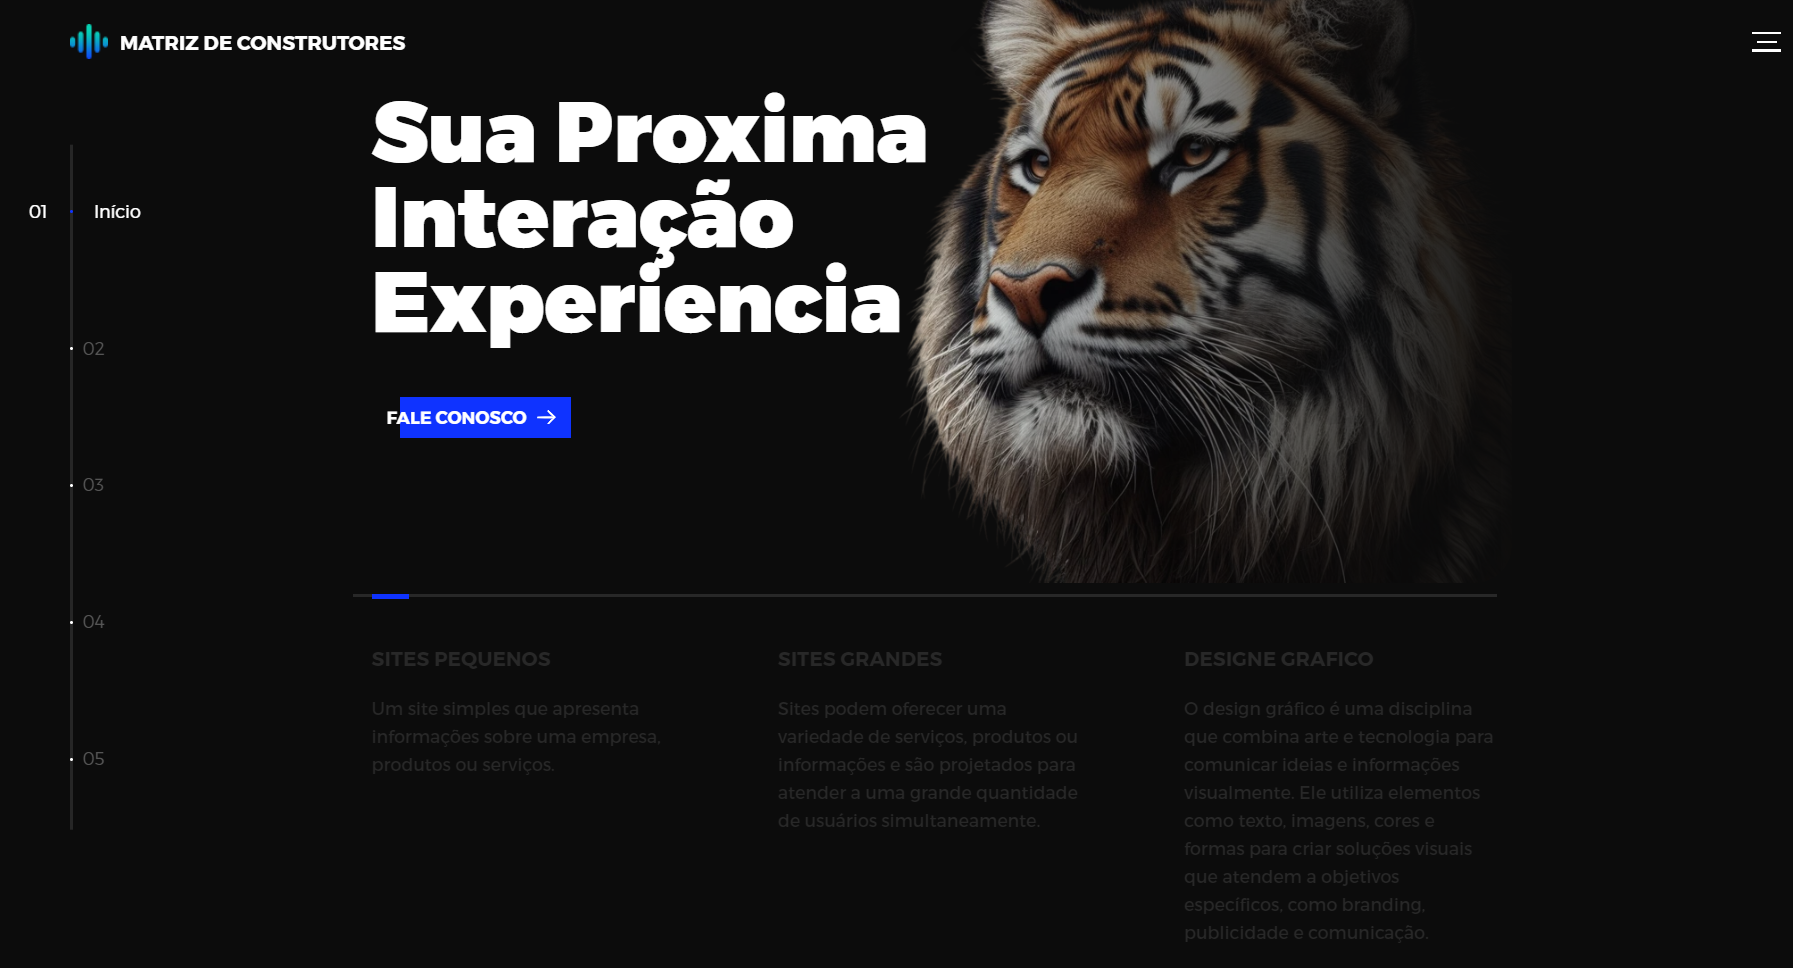 MATRIZ DE CONSTRUTORES
Sua Proxima
Interação
Experiencia
01 Início
02
03
04
05
FALE CONOSCO
SITES PEQUENOS
Um site simples que apresenta
informações sobre uma empresa,
produtos ou serviços.
SITES GRANDES
Sites podem oferecer uma
variedade de serviços, produtos ou
informações e são projetados para
atender a uma grande quantidade
de usuários simultaneamente.
DESIGNE GRAFICO
O design gráfico é uma disciplina
que combina arte e tecnologia para
comunicar ideias e informações
visualmente. Ele utiliza elementos
como texto, imagens, cores e
formas para criar soluções visuais
que atendem a objetivos
específicos, como branding,
publicidade e comunicação.